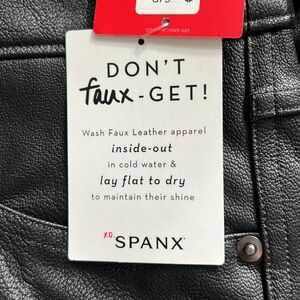 DON'T
faux-GET!
Wash Faux Leather apparel
inside-out
in cold water &
lay flat to dry
to maintain their shine
xo, SPANX